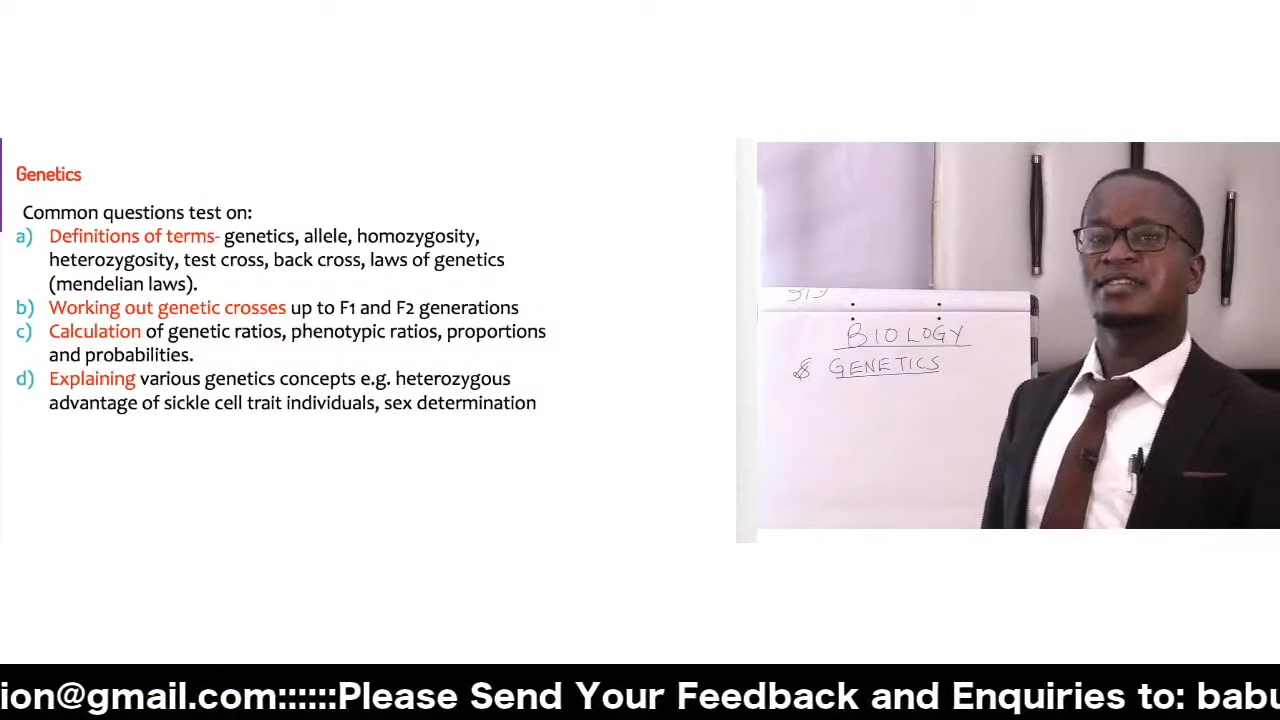 Genetics
Common questions test on:
a) Definitions of terms- genetics, allele, homozygosity,
heterozygosity, test cross, back cross, laws of genetics
(mendelian laws).
b) Working out genetic crosses up to F1 and F2 generations
c) Calculation of genetic ratios, phenotypic ratios, proportions
and probabilities.
d) Explaining various genetics concepts e.g. heterozygous
advantage of sickle cell trait individuals, sex determination
BIOLOGY
GENETICS
ion@gmail.com::::::Please Send Your Feedback and Enquiries to: babu